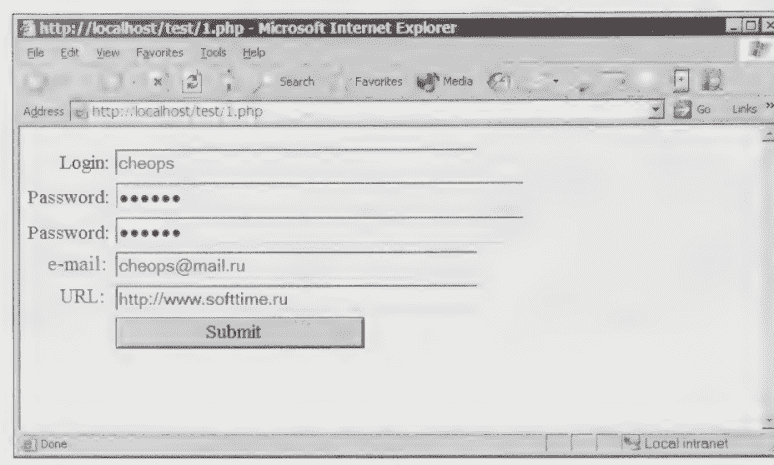 http://localhost/test/1.php - Microsoft Internet Explorer
File Edit View Favorites Tools Help
Search Favorites Media
Address http://localhost/test/1.php Go Links »
Login: cheops
Password: ••••••
Password: ••••••
e-mail: cheops@mail.ru
URL: http://www.softtime.ru
Submit
Done Local intranet